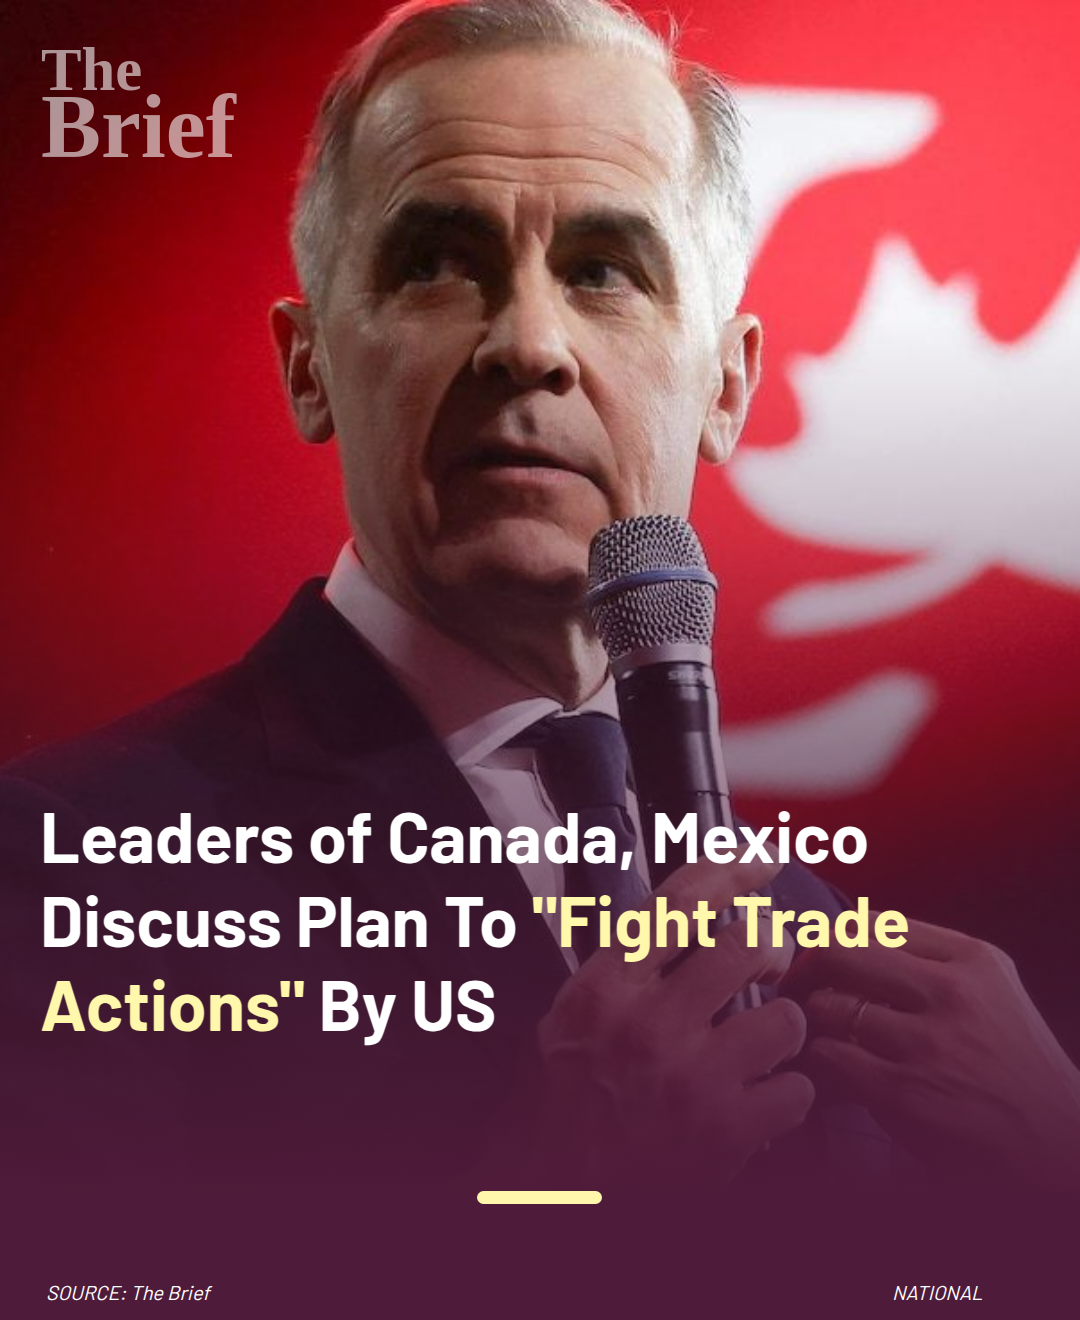 The
Brief
Leaders of Canada, Mexico
Discuss Plan To "Fight Trade
Actions" By US
SOURCE: The Brief
NATIONAL